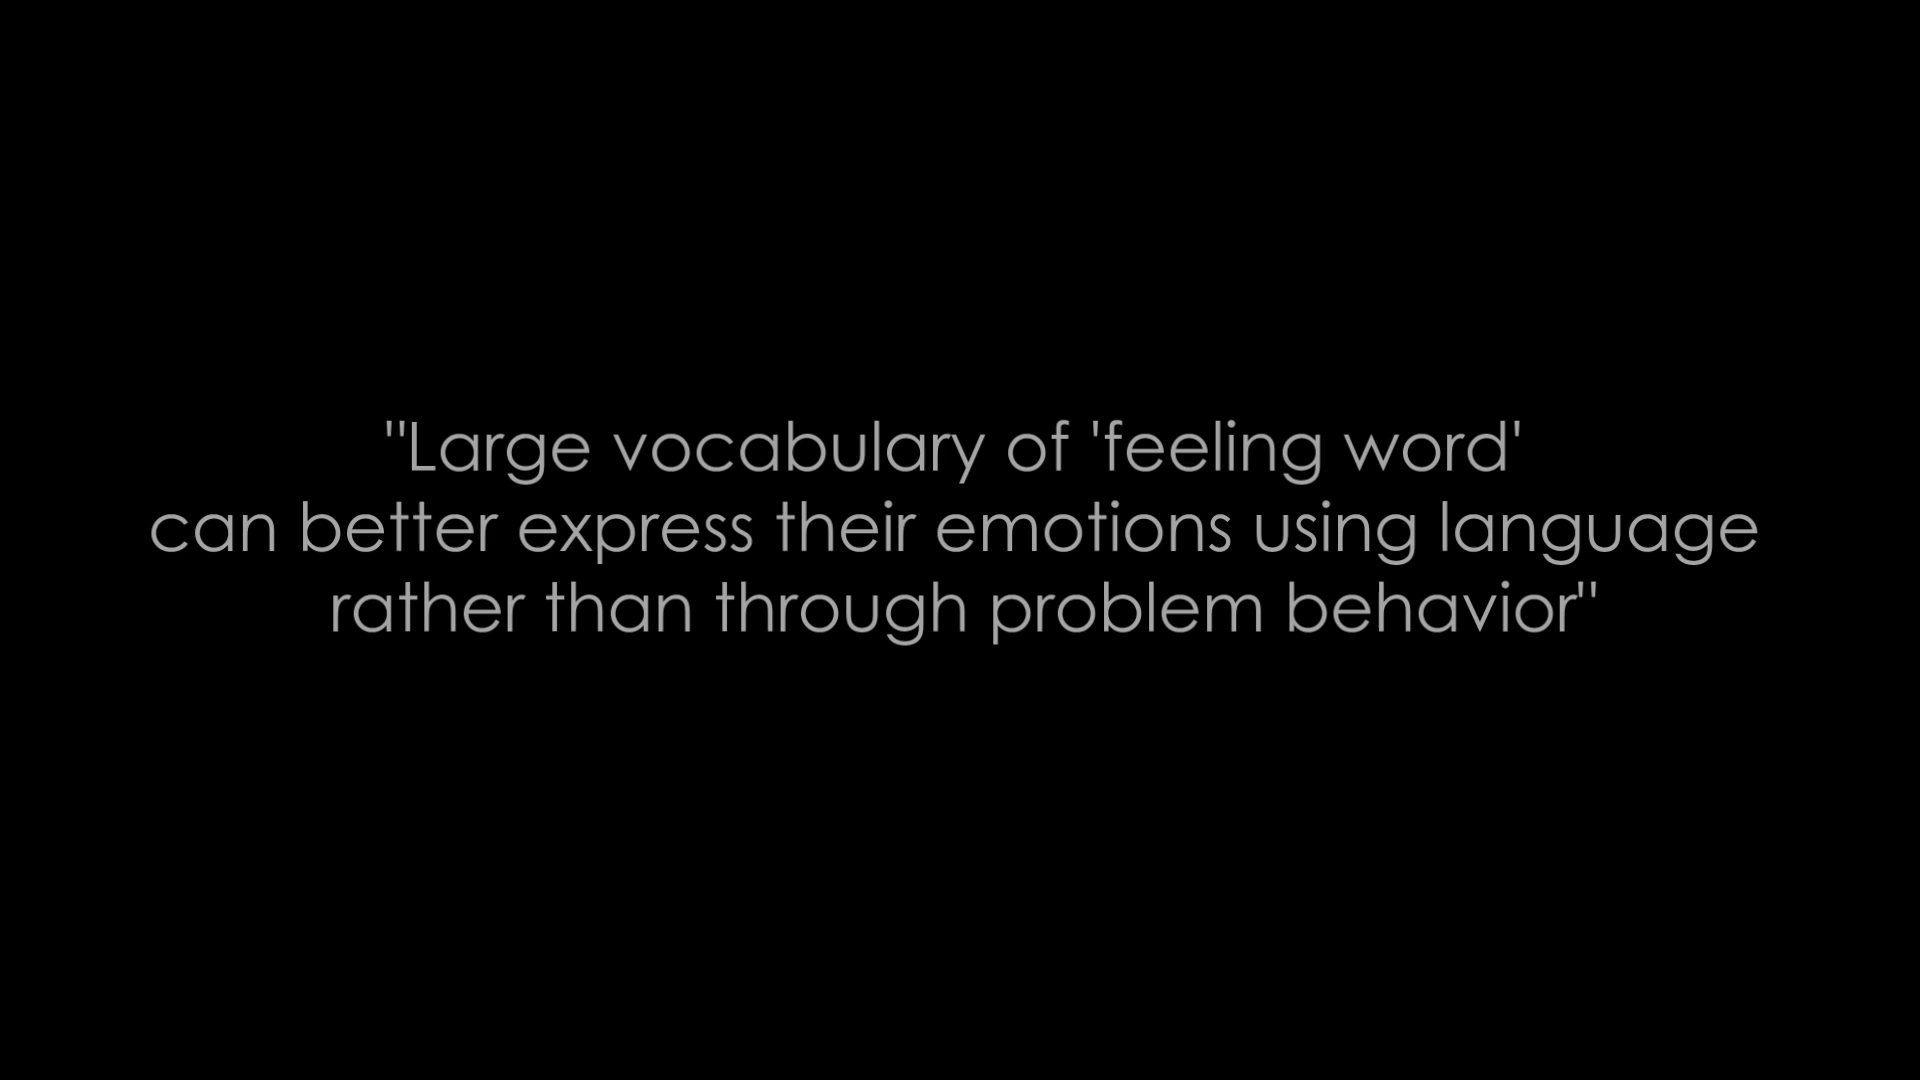 "Large vocabulary of 'feeling word'
can better express their emotions using language
rather than through problem behavior"